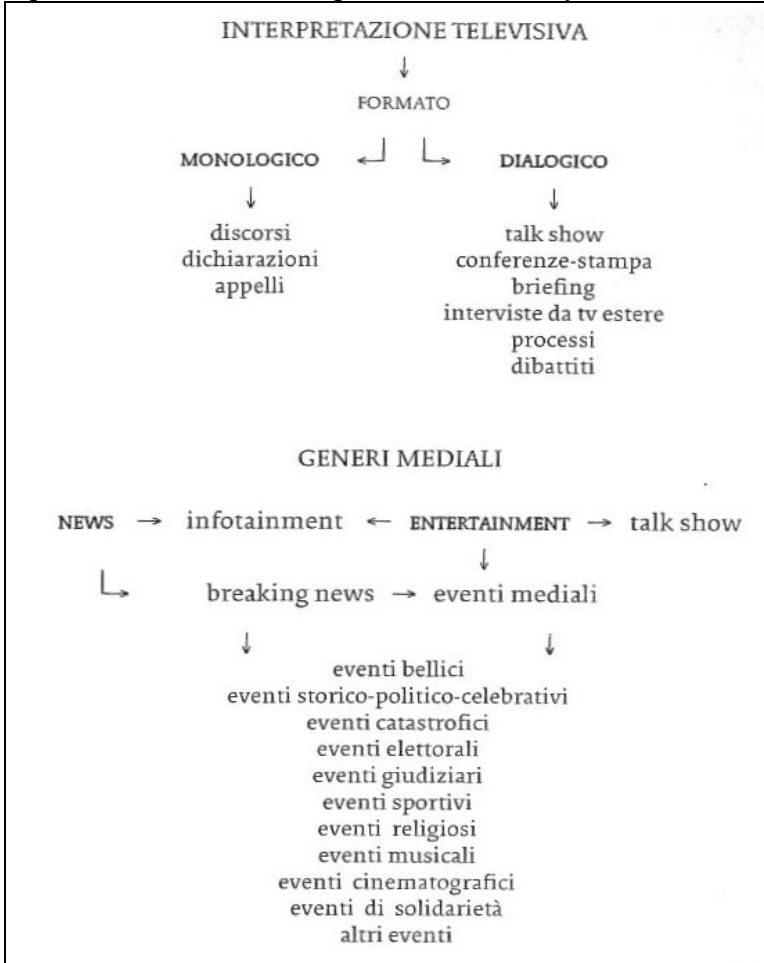 INTERPRETAZIONE TELEVISIVA
↓
FORMATO
MONOLOGICO ← → DIALOGICO
↓ ↓
discorsi
dichiarazioni
appelli
talk show
conferenze-stampa
briefing
interviste da tv estere
processi
dibattiti
GENERI MEDIALI
NEWS → infotainment ← ENTERTAINMENT → talk show
↓
→ breaking news → eventi mediali
↓ ↓
eventi bellici
eventi storico-politico-celebrativi
eventi catastrofici
eventi elettorali
eventi giudiziari
eventi sportivi
eventi religiosi
eventi musicali
eventi cinematografici
eventi di solidarietà
altri eventi